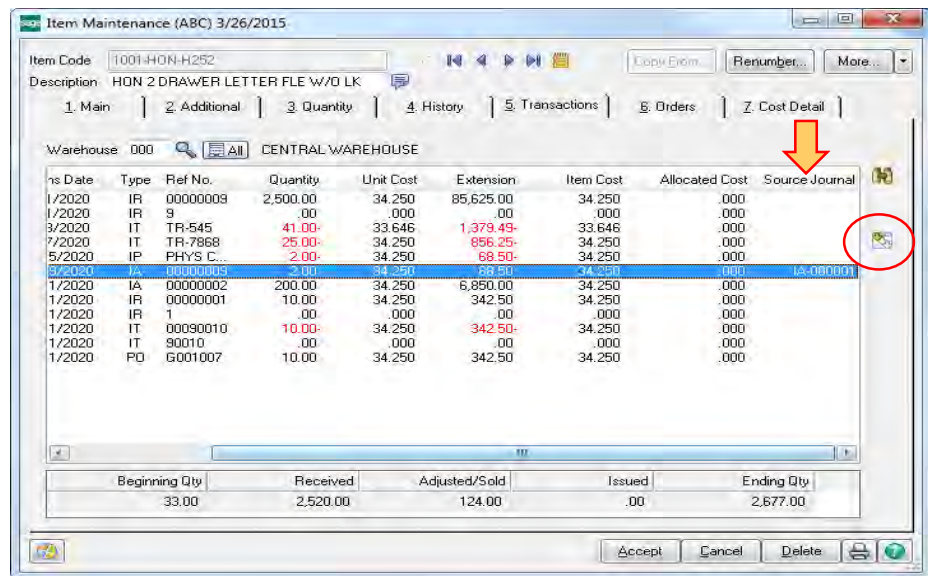 Item Maintenance (ABC) 3/26/2015
Item Code 1001-HON-H252 Copy From... Renumber... More...
Description HON 2 DRAWER LETTER FLE W/O LK
1. Main 2. Additional 3. Quantity 4. History 5. Transactions 6. Orders 7. Cost Detail
Warehouse 000 All CENTRAL WAREHOUSE
ns Date Type Ref No. Quantity Unit Cost Extension Item Cost Allocated Cost Source Journal
1/2020 IR 00000009 2,500.00 34.250 85,625.00 34.250 .000
1/2020 IR 9 .00 .000 .00 .000 .000
3/2020 IT TR-545 41.00- 33.646 1,379.49- 33.646 .000
7/2020 IT TR-7868 25.00- 34.250 856.25- 34.250 .000
5/2020 IP PHYS C... 2.00- 34.250 68.50- 34.250 .000
9/2020 IA 00000009 2.00 34.250 68.50 34.250 .000 IA-000001
1/2020 IA 00000002 200.00 34.250 6,850.00 34.250 .000
1/2020 IR 00000001 10.00 34.250 342.50 34.250 .000
1/2020 IR 1 .00 .000 .00 .000 .000
1/2020 IT 00090010 10.00- 34.250 342.50- 34.250 .000
1/2020 IT 90010 .00 .000 .00 .000 .000
1/2020 PO G001007 10.00 34.250 342.50 34.250 .000
Beginning Qty Received Adjusted/Sold Issued Ending Qty
33.00 2,520.00 124.00 .00 2,677.00
Accept Cancel Delete